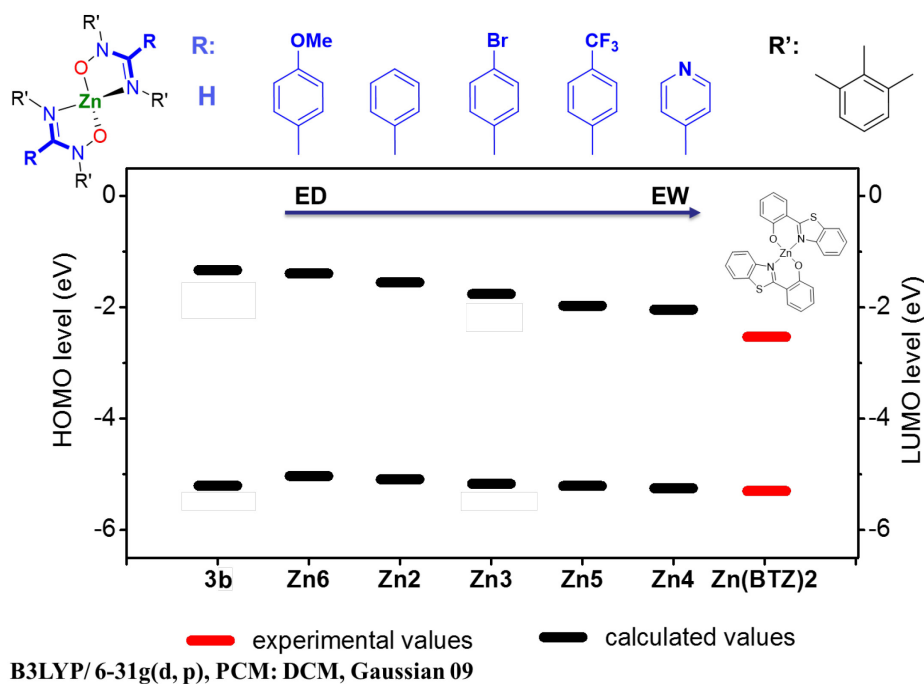 R'
N
R
O
N
R'
Zn
R'
N
O
N
R
R'
R:
H
OMe
Br
CF3
N
R':
0
-2
-4
-6
HOMO level (eV)
ED
EW
S
O
N
Zn
N
O
S
0
-2
-4
-6
LUMO level (eV)
3b Zn6 Zn2 Zn3 Zn5 Zn4 Zn(BTZ)2
experimental values calculated values
B3LYP/ 6-31g(d, p), PCM: DCM, Gaussian 09